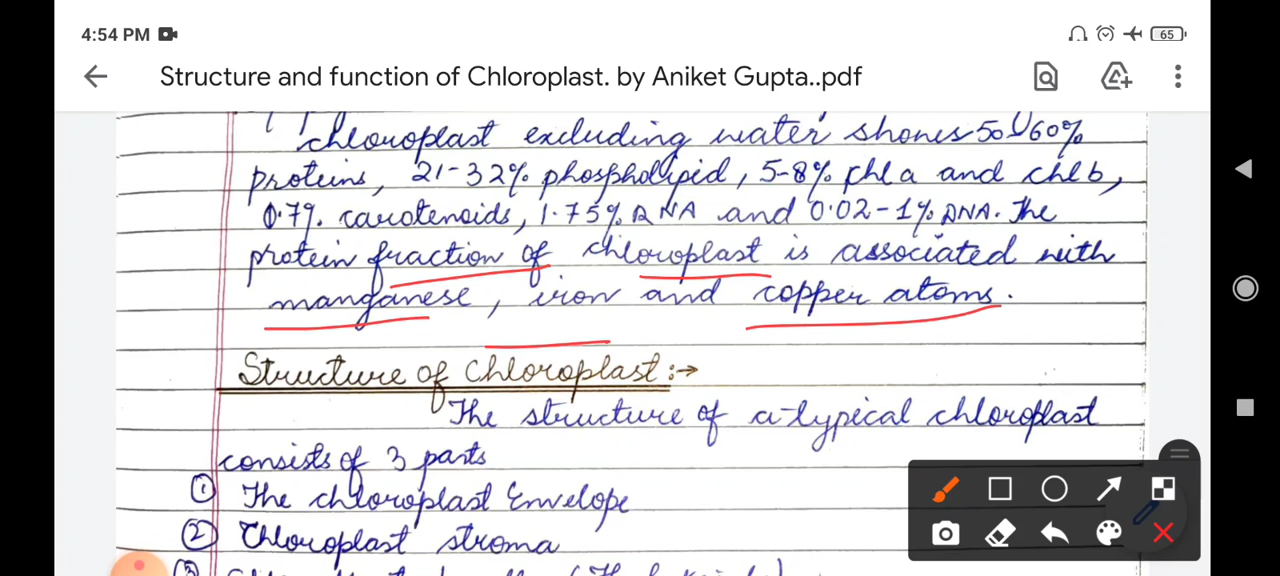 4:54 PM
65
Structure and function of Chloroplast. by Aniket Gupta..pdf
chloroplast excluding water shows 50-60%
proteins, 21-32% phospholipid, 5-8% chl a and chl b,
0.7% carotenoids, 1.75% RNA and 0.02-1% DNA. The
protein fraction of chloroplast is associated with
manganese, iron and copper atoms.
Structure of Chloroplast :→
The structure of a typical chloroplast
consists of 3 parts
① The chloroplast Envelope
② Chloroplast stroma